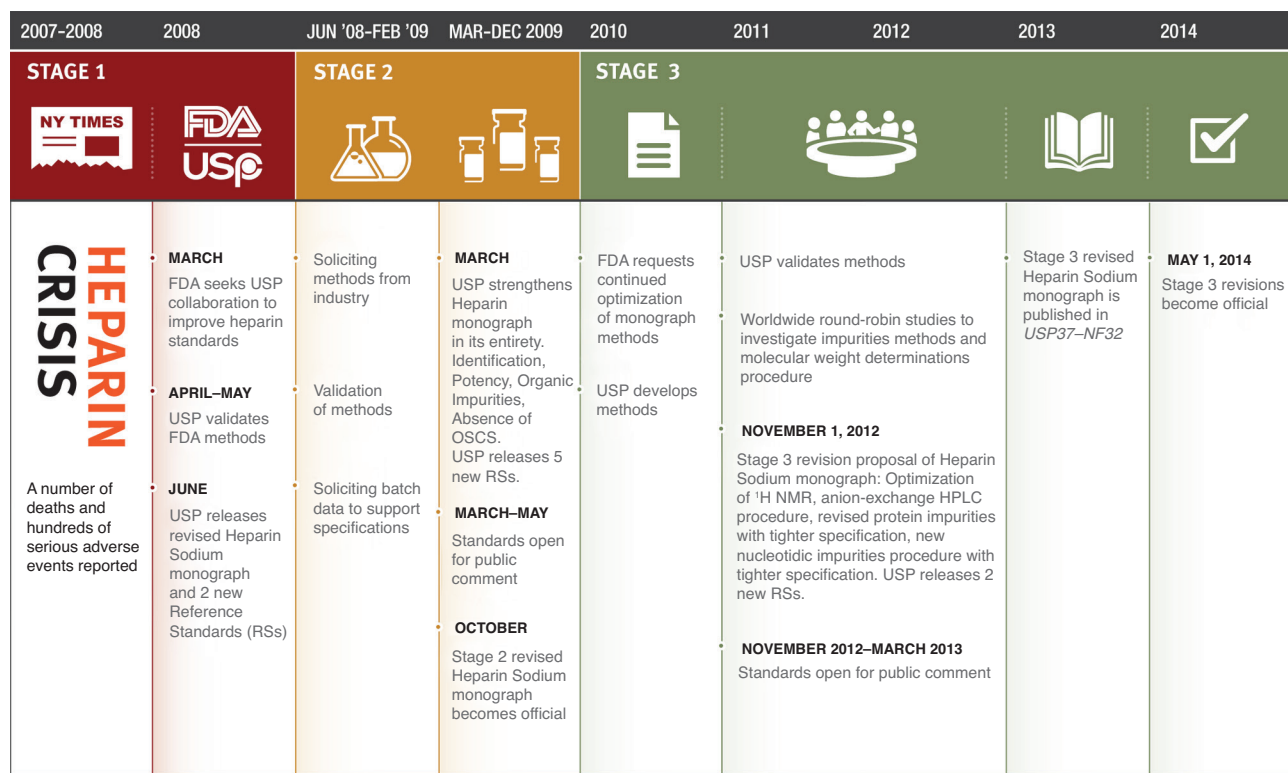 2007-2008
2008
JUN ’08-FEB ’09
MAR-DEC 2009
2010
2011
2012
2013
2014
STAGE 1
STAGE 2
STAGE 3
NY TIMES
FDA
USP
HEPARIN
CRISIS
A number of
deaths and
hundreds of
serious adverse
events reported
MARCH
FDA seeks USP
collaboration to
improve heparin
standards
APRIL–MAY
USP validates
FDA methods
JUNE
USP releases
revised Heparin
Sodium
monograph
and 2 new
Reference
Standards (RSs)
Soliciting
methods from
industry
Validation
of methods
Soliciting batch
data to support
specifications
MARCH
USP strengthens
Heparin
monograph
in its entirety.
Identification,
Potency, Organic
Impurities,
Absence of
OSCS.
USP releases 5
new RSs.
MARCH–MAY
Standards open
for public
comment
OCTOBER
Stage 2 revised
Heparin Sodium
monograph
becomes official
FDA requests
continued
optimization
of monograph
methods
USP develops
methods
USP validates methods
Worldwide round-robin studies to
investigate impurities methods and
molecular weight determinations
procedure
NOVEMBER 1, 2012
Stage 3 revision proposal of Heparin
Sodium monograph: Optimization
of ¹H NMR, anion-exchange HPLC
procedure, revised protein impurities
with tighter specification, new
nucleotidic impurities procedure with
tighter specification. USP releases 2
new RSs.
NOVEMBER 2012–MARCH 2013
Standards open for public comment
Stage 3 revised
Heparin Sodium
monograph is
published in
USP37–NF32
MAY 1, 2014
Stage 3 revisions
become official